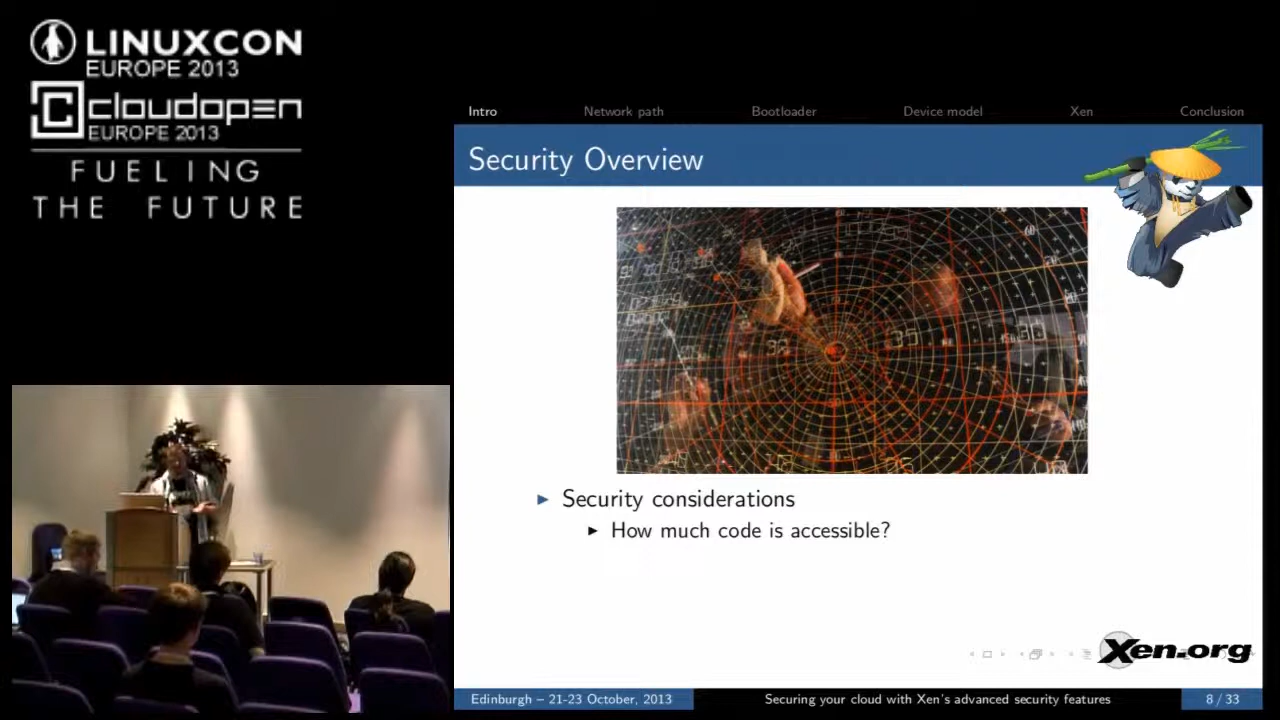 LINUXCON
EUROPE 2013
cloudopen
EUROPE 2013
FUELING
THE FUTURE
Intro Network path Bootloader Device model Xen Conclusion
Security Overview
35
Security considerations
How much code is accessible?
Xen.org
Edinburgh – 21-23 October, 2013 Securing your cloud with Xen's advanced security features 8 / 33